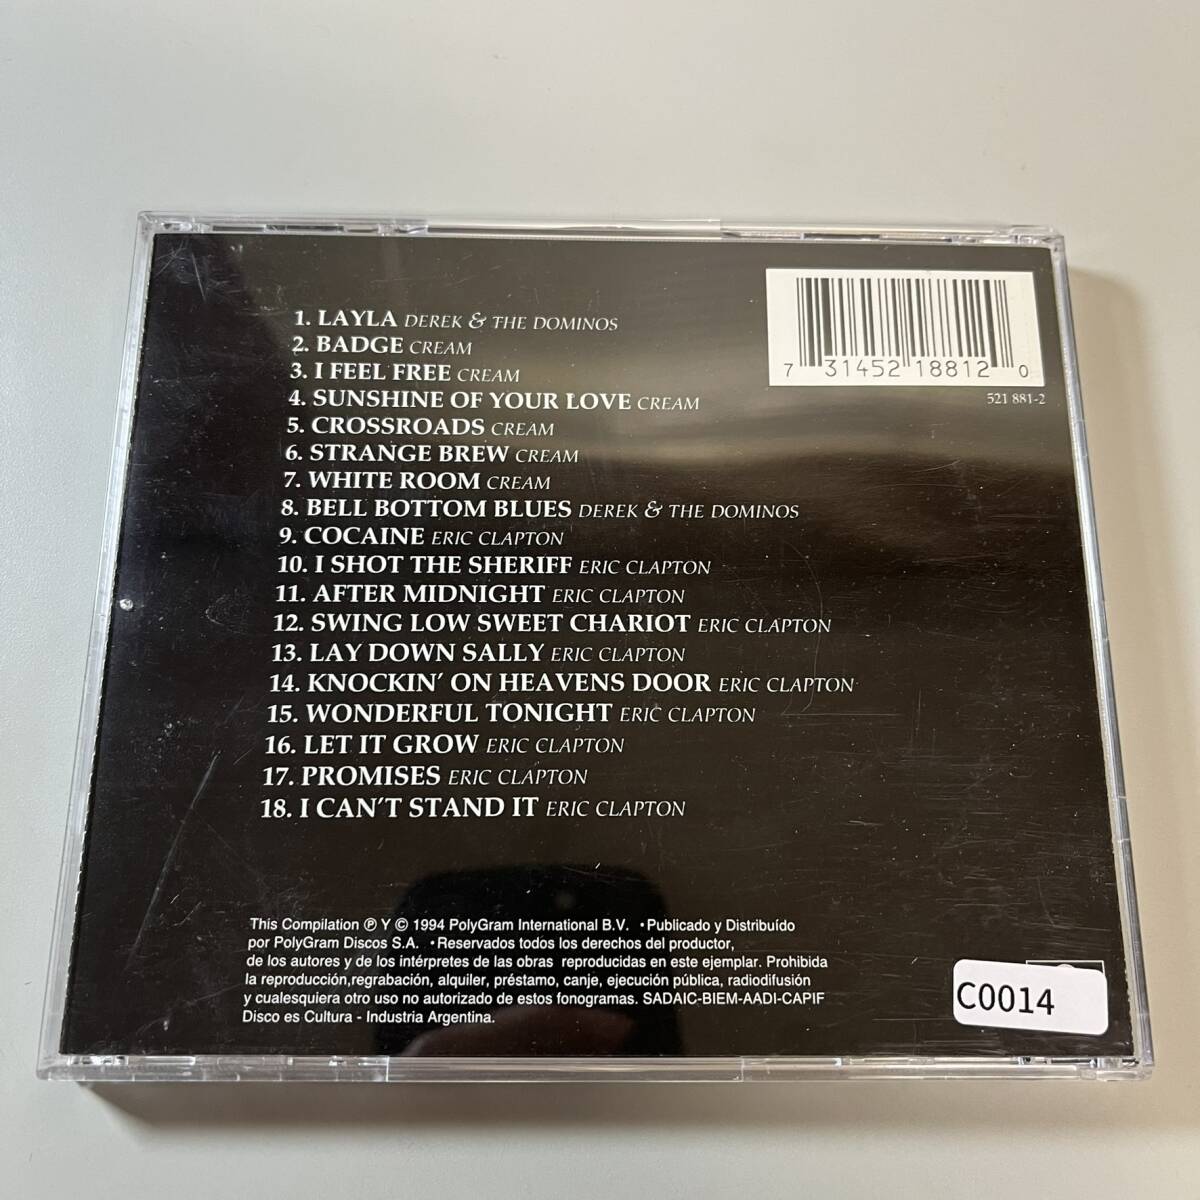 1. LAYLA DEREK & THE DOMINOS
2. BADGE CREAM
3. I FEEL FREE CREAM
4. SUNSHINE OF YOUR LOVE CREAM
5. CROSSROADS CREAM
6. STRANGE BREW CREAM
7. WHITE ROOM CREAM
8. BELL BOTTOM BLUES DEREK & THE DOMINOS
9. COCAINE ERIC CLAPTON
10. I SHOT THE SHERIFF ERIC CLAPTON
11. AFTER MIDNIGHT ERIC CLAPTON
12. SWING LOW SWEET CHARIOT ERIC CLAPTON
13. LAY DOWN SALLY ERIC CLAPTON
14. KNOCKIN' ON HEAVENS DOOR ERIC CLAPTON
15. WONDERFUL TONIGHT ERIC CLAPTON
16. LET IT GROW ERIC CLAPTON
17. PROMISES ERIC CLAPTON
18. I CAN'T STAND IT ERIC CLAPTON
7 31452 18812 0
521 881-2
This Compilation ℗ Y © 1994 PolyGram International B.V. •Publicado y Distribuído
por PolyGram Discos S.A. •Reservados todos los derechos del productor,
de los autores y de los intérpretes de las obras reproducidas en este ejemplar. Prohibida
la reproducción,regrabación, alquiler, préstamo, canje, ejecución pública, radiodifusión
y cualesquiera otro uso no autorizado de estos fonogramas. SADAIC-BIEM-AADI-CAPIF
Disco es Cultura - Industria Argentina.
C0014